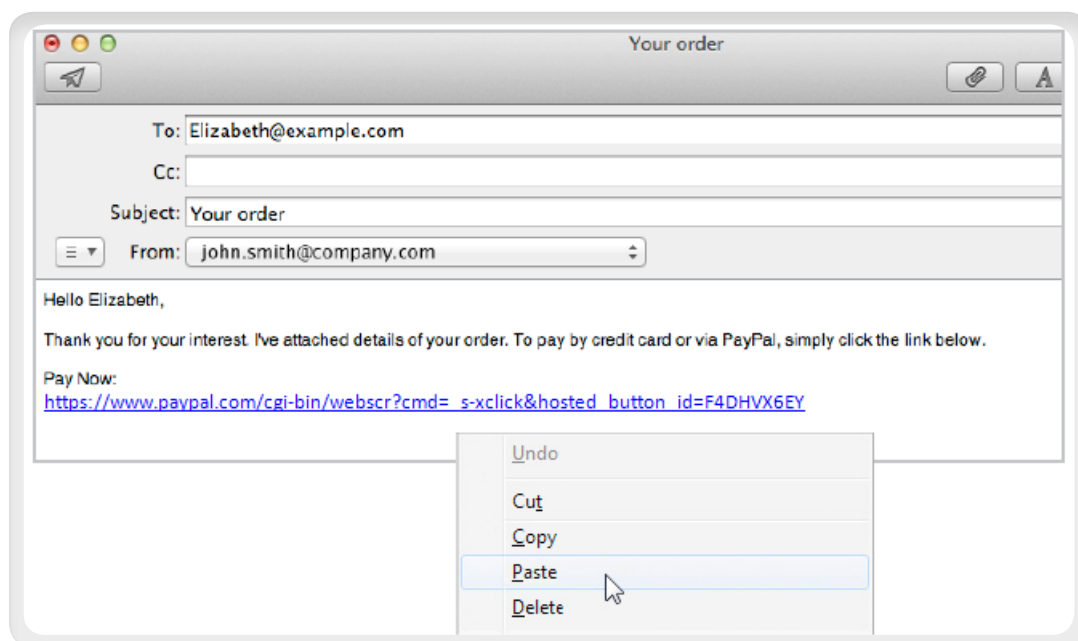 Your order
A
To: Elizabeth@example.com
Cc:
Subject: Your order
From: john.smith@company.com
Hello Elizabeth,
Thank you for your interest. I've attached details of your order. To pay by credit card or via PayPal, simply click the link below.
Pay Now:
https://www.paypal.com/cgi-bin/webscr?cmd=_s-xclick&hosted_button_id=F4DHVX6EY
Undo
Cut
Copy
Paste
Delete